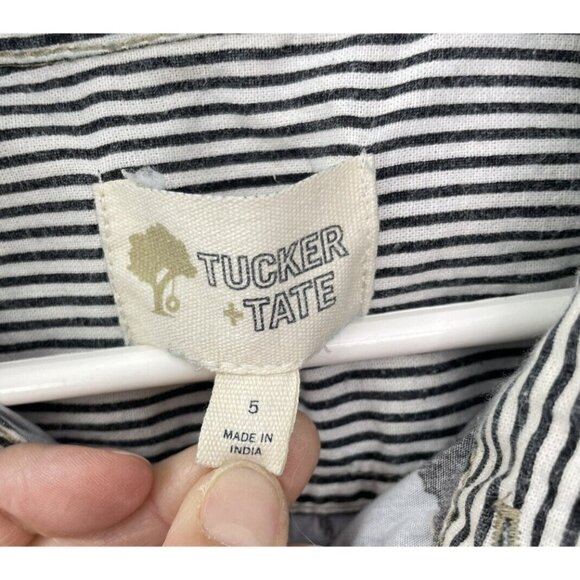 TUCKER
+ TATE
5
MADE IN
INDIA